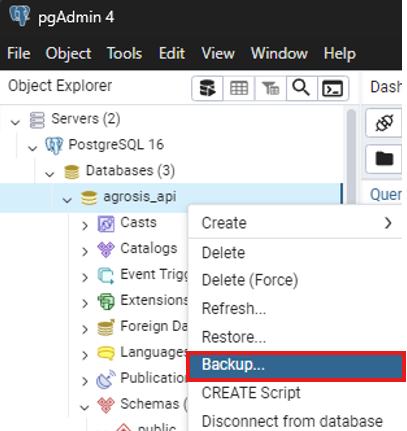 pgAdmin 4
File Object Tools Edit View Window Help
Object Explorer
Dash
Servers (2)
PostgreSQL 16
Databases (3)
Quer
agrosis_api
Casts
Catalogs
Event Trigg
Extensions
Foreign Da
Languages
Publication
Schemas (
public
Create
Delete
Delete (Force)
Refresh...
Restore...
Backup...
CREATE Script
Disconnect from database